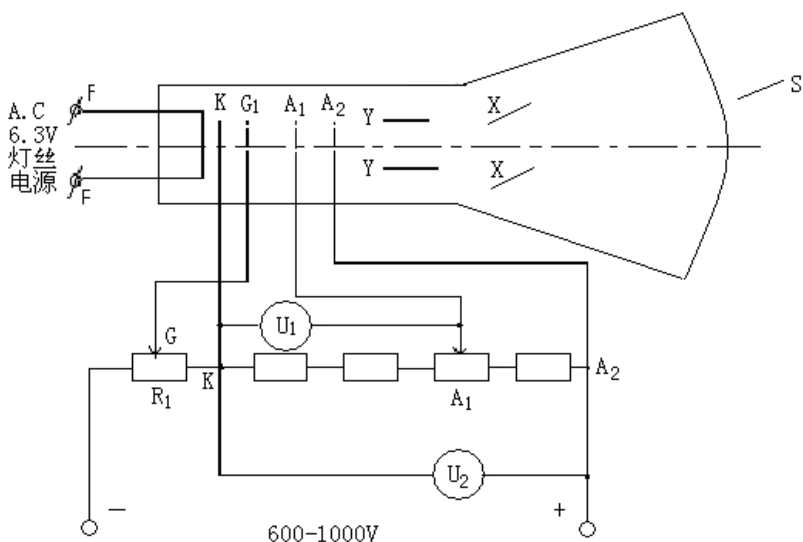 F
A.C
6.3V
灯丝
电源
F
K G₁ A₁ A₂
Y
X
S
Y
X
U₁
G
R₁
K
A₁
A₂
U₂
—
+
600-1000V